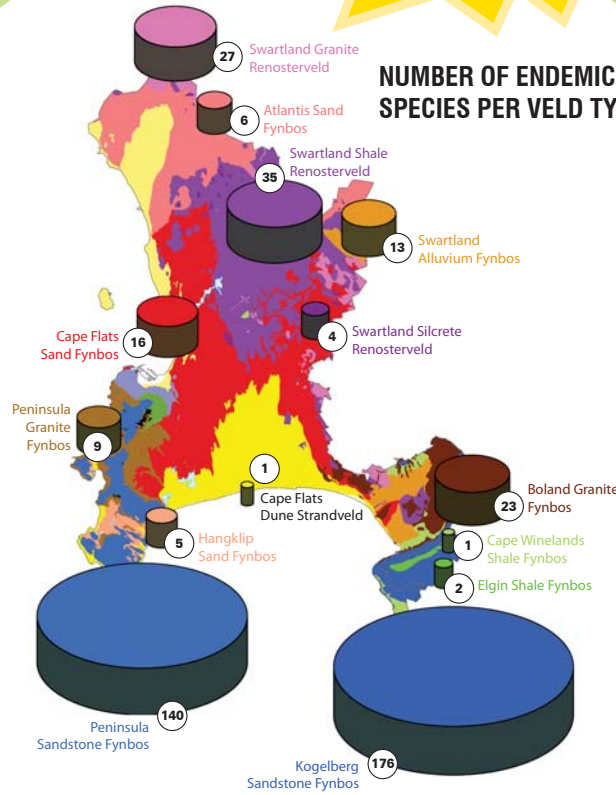 NUMBER OF ENDEMIC
SPECIES PER VELD TY
27
Swartland Granite
Renosterveld
6
Atlantis Sand
Fynbos
Swartland Shale
Renosterveld
35
13
Swartland
Alluvium Fynbos
Cape Flats
Sand Fynbos
16
4
Swartland Silcrete
Renosterveld
Peninsula
Granite
Fynbos
9
1
Cape Flats
Dune Strandveld
Boland Granite
Fynbos
23
5
Hangklip
Sand Fynbos
1
Cape Winelands
Shale Fynbos
2
Elgin Shale Fynbos
140
Peninsula
Sandstone Fynbos
176
Kogelberg
Sandstone Fynbos